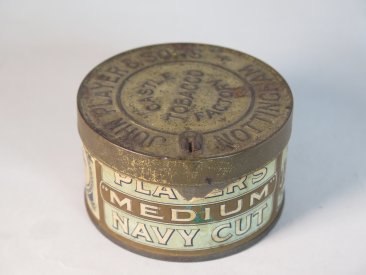 JOHN PLAYER & SONS
NOTTINGHAM
CASTLE
TOBACCO
FACTORY
PLAYER'S
"MEDIUM"
NAVY CUT